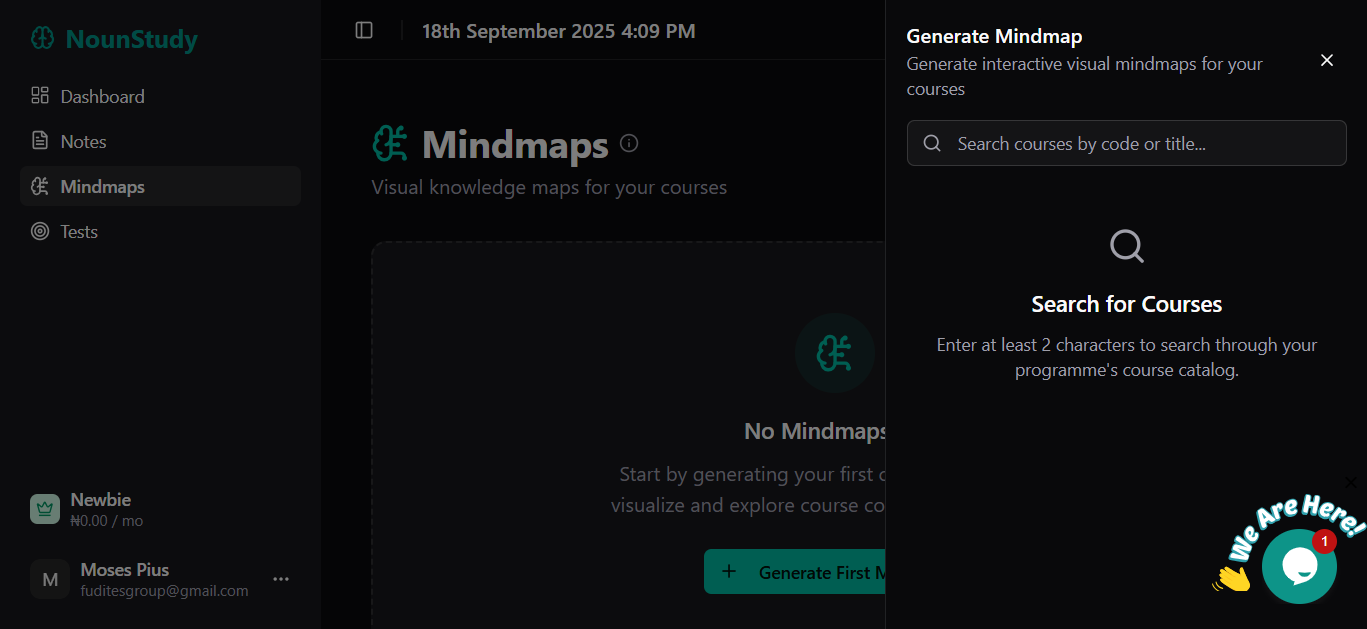 NounStudy
Dashboard
Notes
Mindmaps
Tests
Newbie
₦0.00 / mo
M
Moses Pius
fuditesgroup@gmail.com
18th September 2025 4:09 PM
Mindmaps
Visual knowledge maps for your courses
No Mindmaps
Start by generating your first
visualize and explore course co
Generate First M
Generate Mindmap
Generate interactive visual mindmaps for your
courses
Search courses by code or title...
Search for Courses
Enter at least 2 characters to search through your
programme's course catalog.
We Are Here!
1